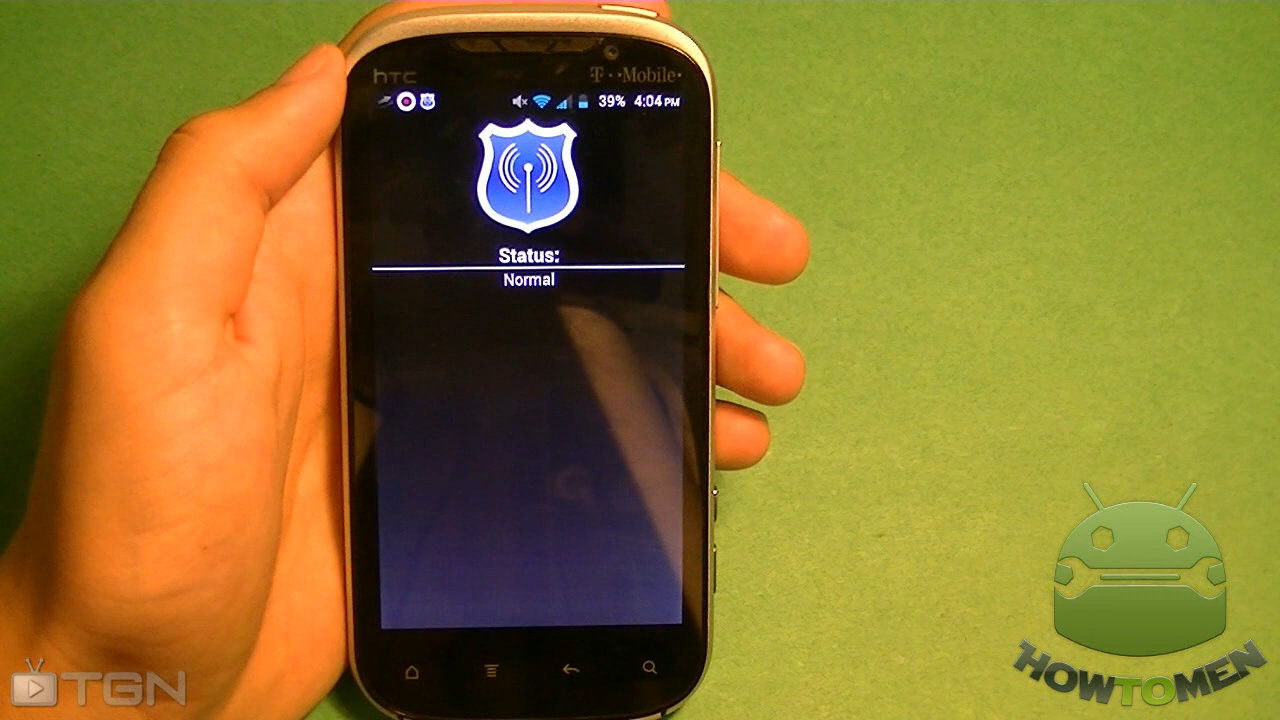 hTC
T··Mobile·
39% 4:04 PM
Status:
Normal
TGN
HOWTOMEN